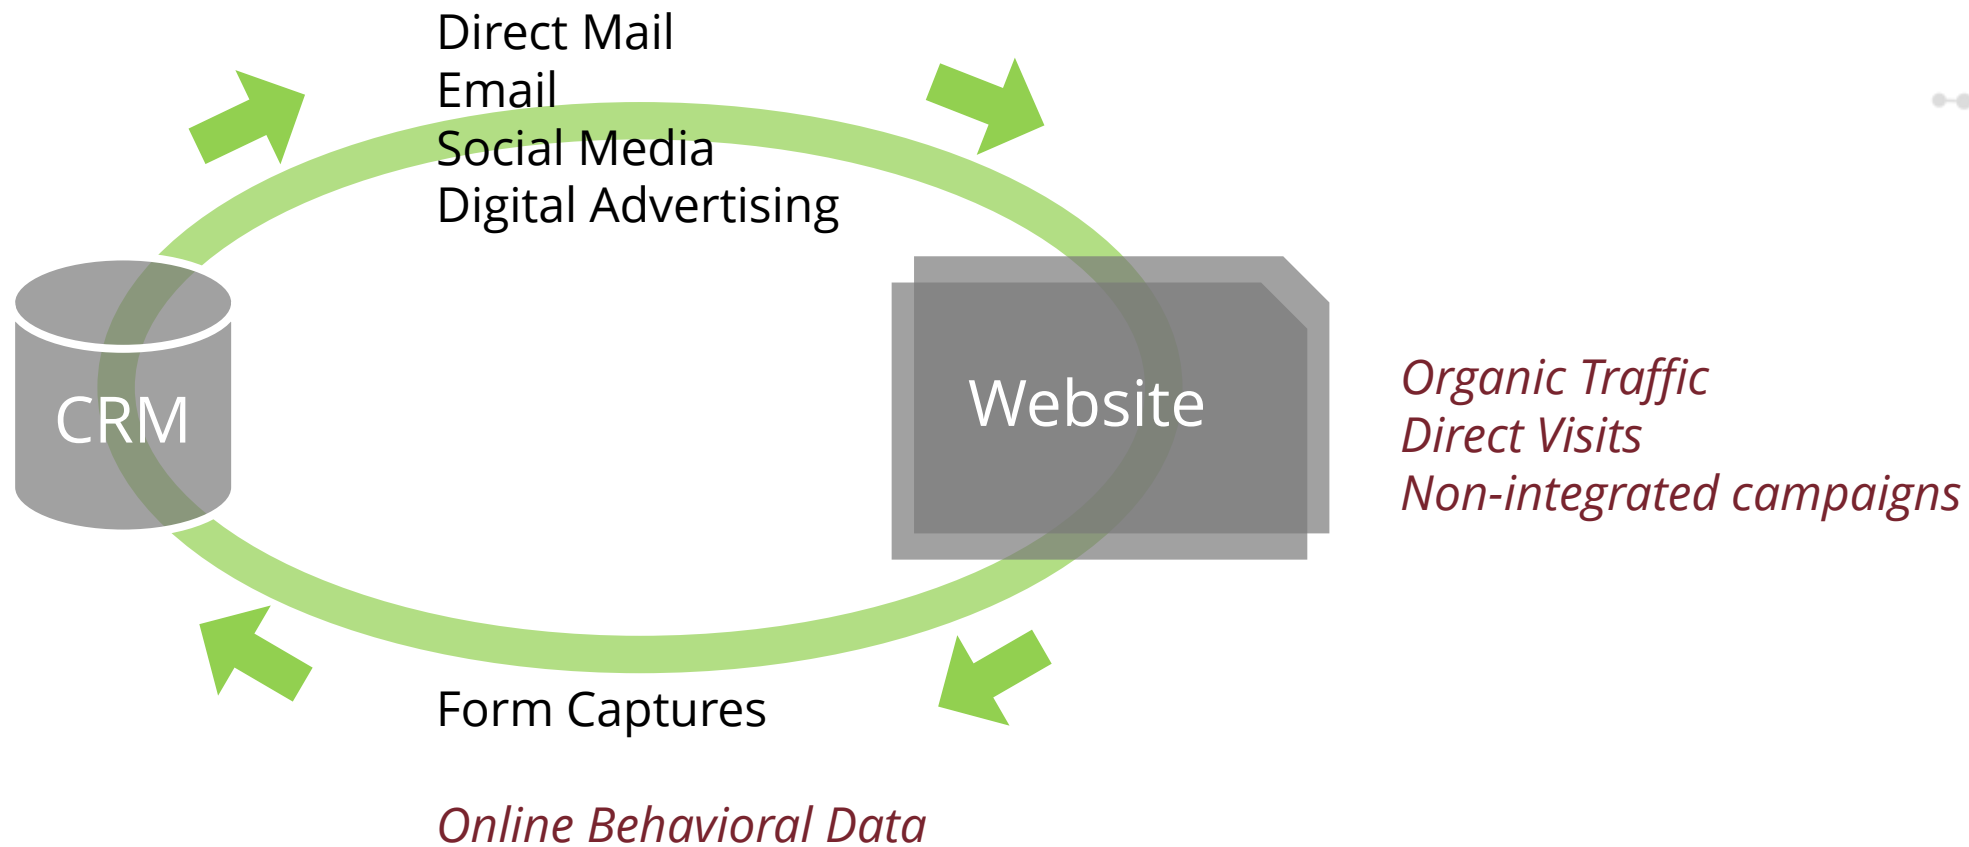 Direct Mail
Email
Social Media
Digital Advertising
CRM
Website
Organic Traffic
Direct Visits
Non-integrated campaigns
Form Captures
Online Behavioral Data